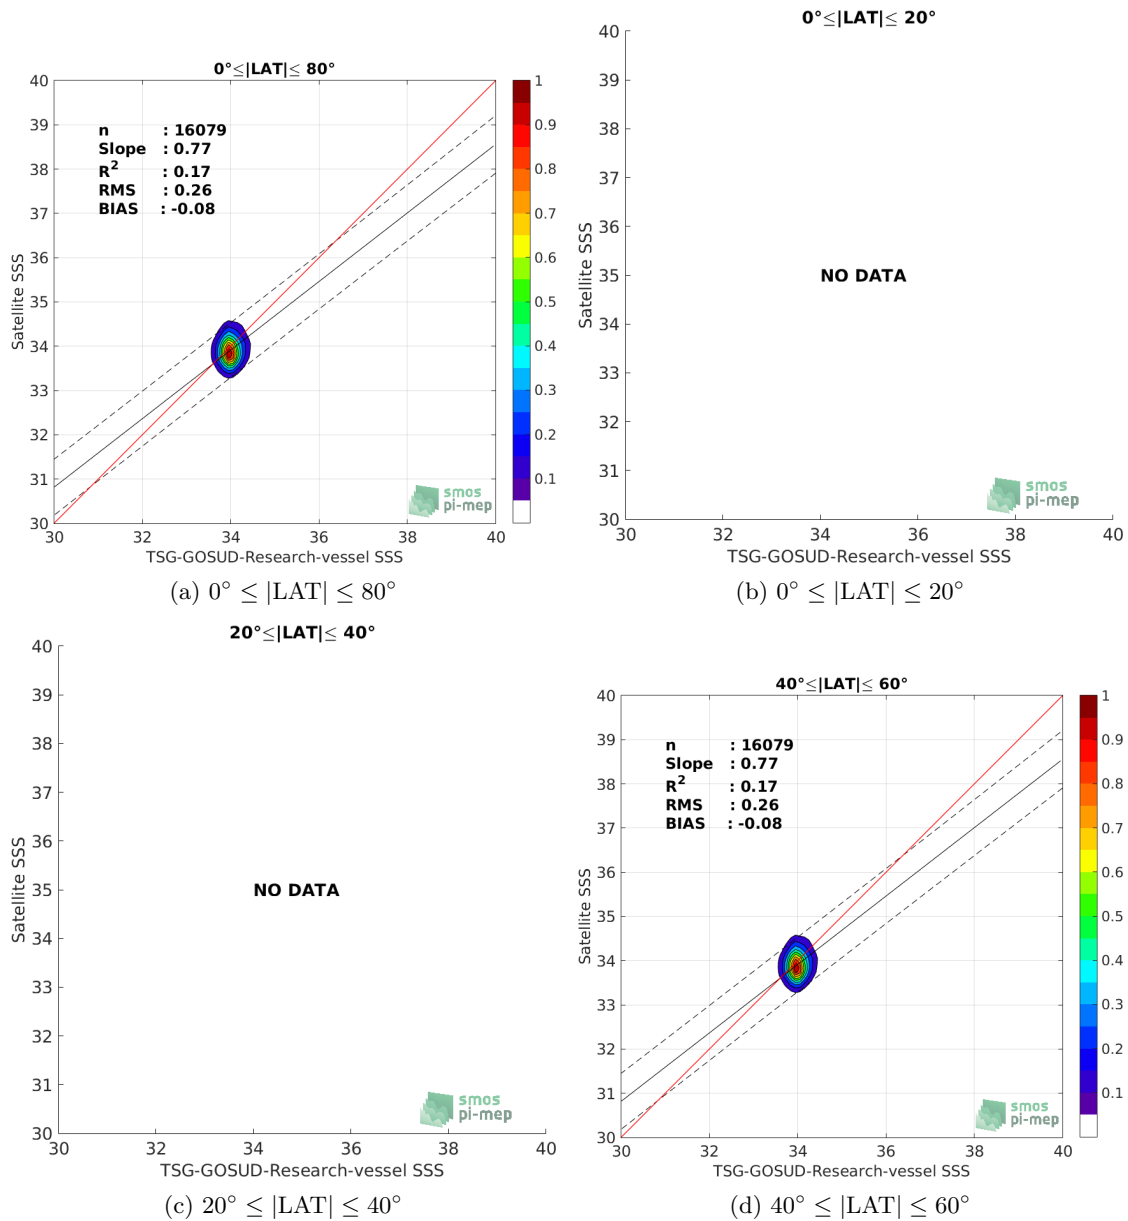 0°≤|LAT|≤ 80°
40
39
38
37
36
35
34
33
32
31
30
n : 16079
Slope : 0.77
R2 : 0.17
RMS : 0.26
BIAS : -0.08
1
0.9
0.8
0.7
0.6
0.5
0.4
0.3
0.2
0.1
smos
pi-mep
30 32 34 36 38 40
Satellite SSS
TSG-GOSUD-Research-vessel SSS
(a) 0° ≤ |LAT| ≤ 80°
0°≤|LAT|≤ 20°
40
39
38
37
36
35
34
33
32
31
30
NO DATA
smos
pi-mep
30 32 34 36 38 40
Satellite SSS
TSG-GOSUD-Research-vessel SSS
(b) 0° ≤ |LAT| ≤ 20°
20°≤|LAT|≤ 40°
40
39
38
37
36
35
34
33
32
31
30
NO DATA
smos
pi-mep
30 32 34 36 38 40
Satellite SSS
TSG-GOSUD-Research-vessel SSS
(c) 20° ≤ |LAT| ≤ 40°
40°≤|LAT|≤ 60°
40
39
38
37
36
35
34
33
32
31
30
n : 16079
Slope : 0.77
R2 : 0.17
RMS : 0.26
BIAS : -0.08
1
0.9
0.8
0.7
0.6
0.5
0.4
0.3
0.2
0.1
smos
pi-mep
30 32 34 36 38 40
Satellite SSS
TSG-GOSUD-Research-vessel SSS
(d) 40° ≤ |LAT| ≤ 60°